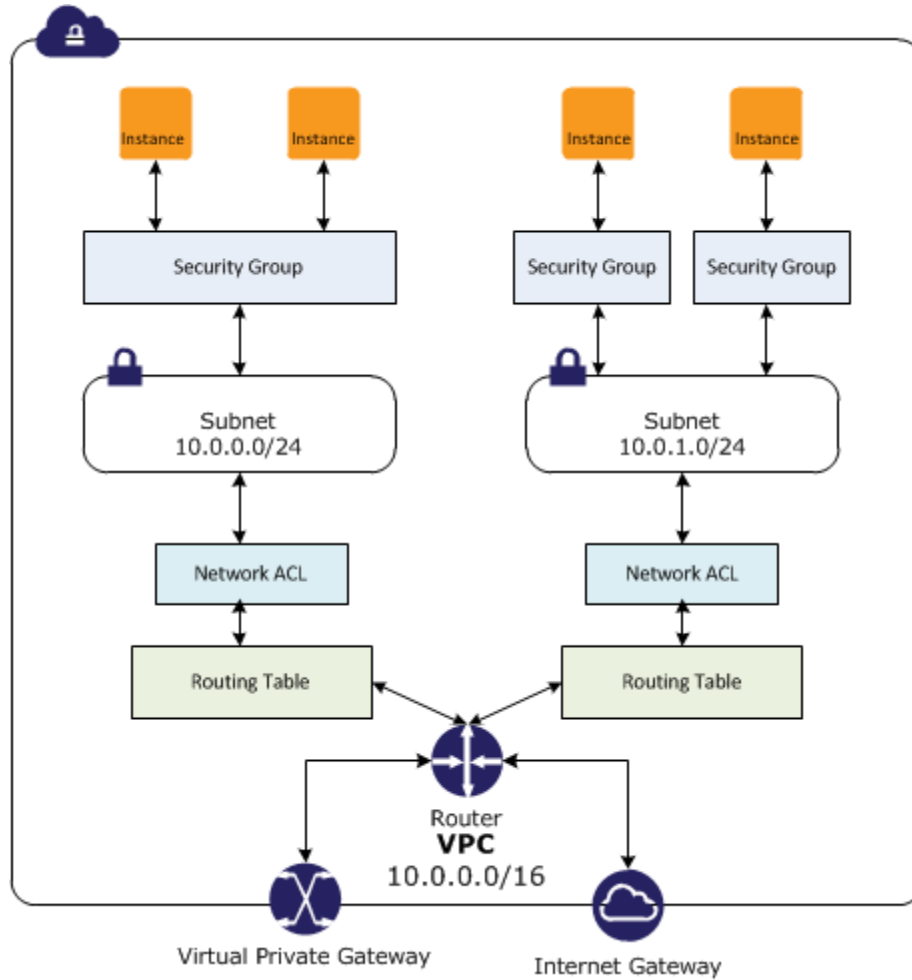 Instance
Instance
Instance
Instance
Security Group
Security Group
Security Group
Subnet
10.0.0.0/24
Subnet
10.0.1.0/24
Network ACL
Network ACL
Routing Table
Routing Table
Router
VPC
10.0.0.0/16
Virtual Private Gateway
Internet Gateway